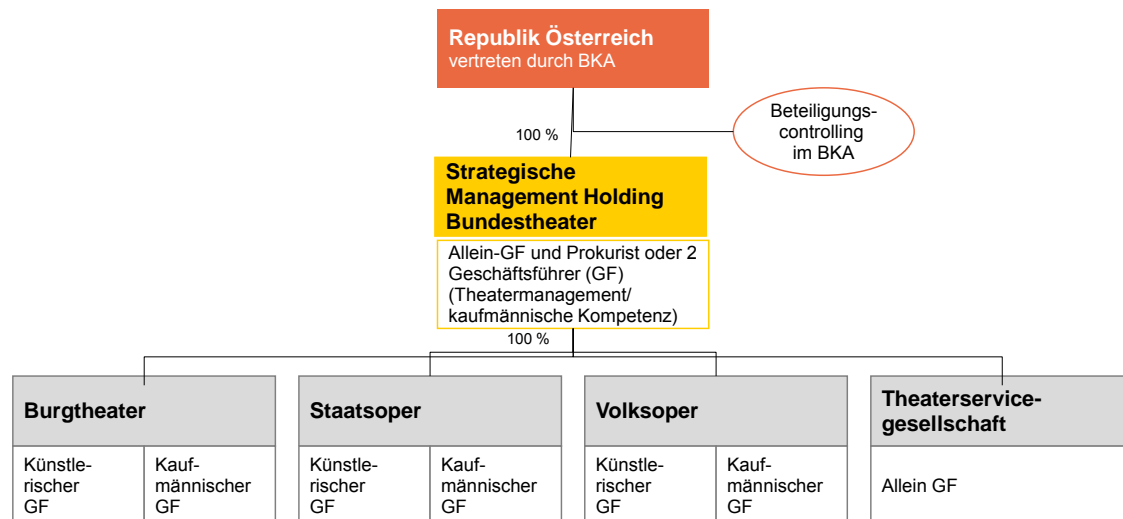 Republik Österreich
vertreten durch BKA
Beteiligungs-
controlling
im BKA
100 %
Strategische
Management Holding
Bundestheater
Allein-GF und Prokurist oder 2
Geschäftsführer (GF)
(Theatermanagement/
kaufmännische Kompetenz)
100 %
Burgtheater
Staatsoper
Volksoper
Theaterservice-
gesellschaft
Künstle-
rischer
GF
Kauf-
männischer
GF
Künstle-
rischer
GF
Kauf-
männischer
GF
Künstle-
rischer
GF
Kauf-
männischer
GF
Allein GF